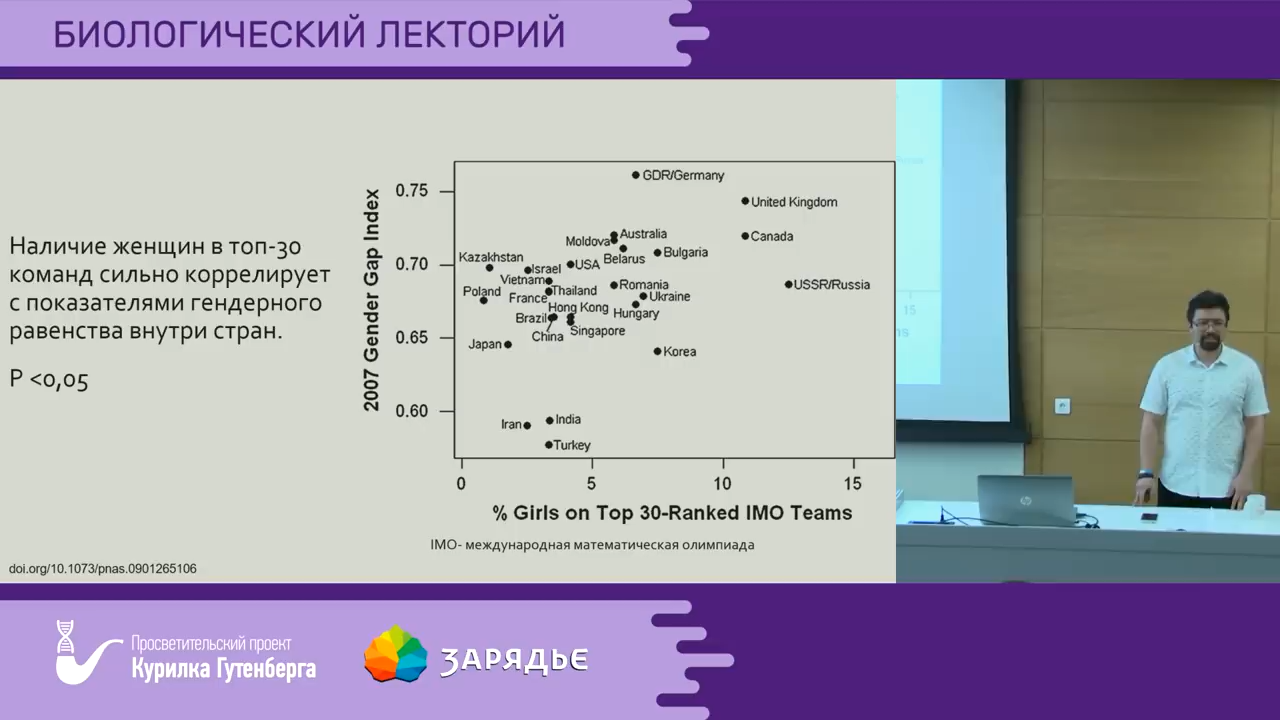 БИОЛОГИЧЕСКИЙ ЛЕКТОРИЙ
Наличие женщин в топ-30
команд сильно коррелирует
с показателями гендерного
равенства внутри стран.
P <0,05
2007 Gender Gap Index
0.75
0.70
0.65
0.60
GDR/Germany
United Kingdom
Australia
Canada
Moldova
Belarus
Bulgaria
Kazakhstan
Israel
USA
Vietnam
Romania
USSR/Russia
Poland
Thailand
France
Ukraine
Hong Kong
Hungary
Brazil
China
Singapore
Japan
Korea
Iran
India
Turkey
0
5
10
15
% Girls on Top 30-Ranked IMO Teams
IMO- международная математическая олимпиада
doi.org/10.1073/pnas.0901265106
15
hp
Просветительский проект
Курилка Гутенберга
ЗАРЯДЬЕ